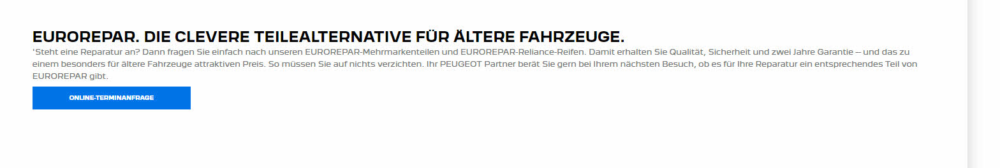 EUROREPAR. DIE CLEVERE TEILEALTERNATIVE FÜR ÄLTERE FAHRZEUGE.
'Steht eine Reparatur an? Dann fragen Sie einfach nach unseren EUROREPAR-Mehrmarkenteilen und EUROREPAR-Reliance-Reifen. Damit erhalten Sie Qualität, Sicherheit und zwei Jahre Garantie – und das zu
einem besonders für ältere Fahrzeuge attraktiven Preis. So müssen Sie auf nichts verzichten. Ihr PEUGEOT Partner berät Sie gern bei Ihrem nächsten Besuch, ob es für Ihre Reparatur ein entsprechendes Teil von
EUROREPAR gibt.
ONLINE-TERMINANFRAGE